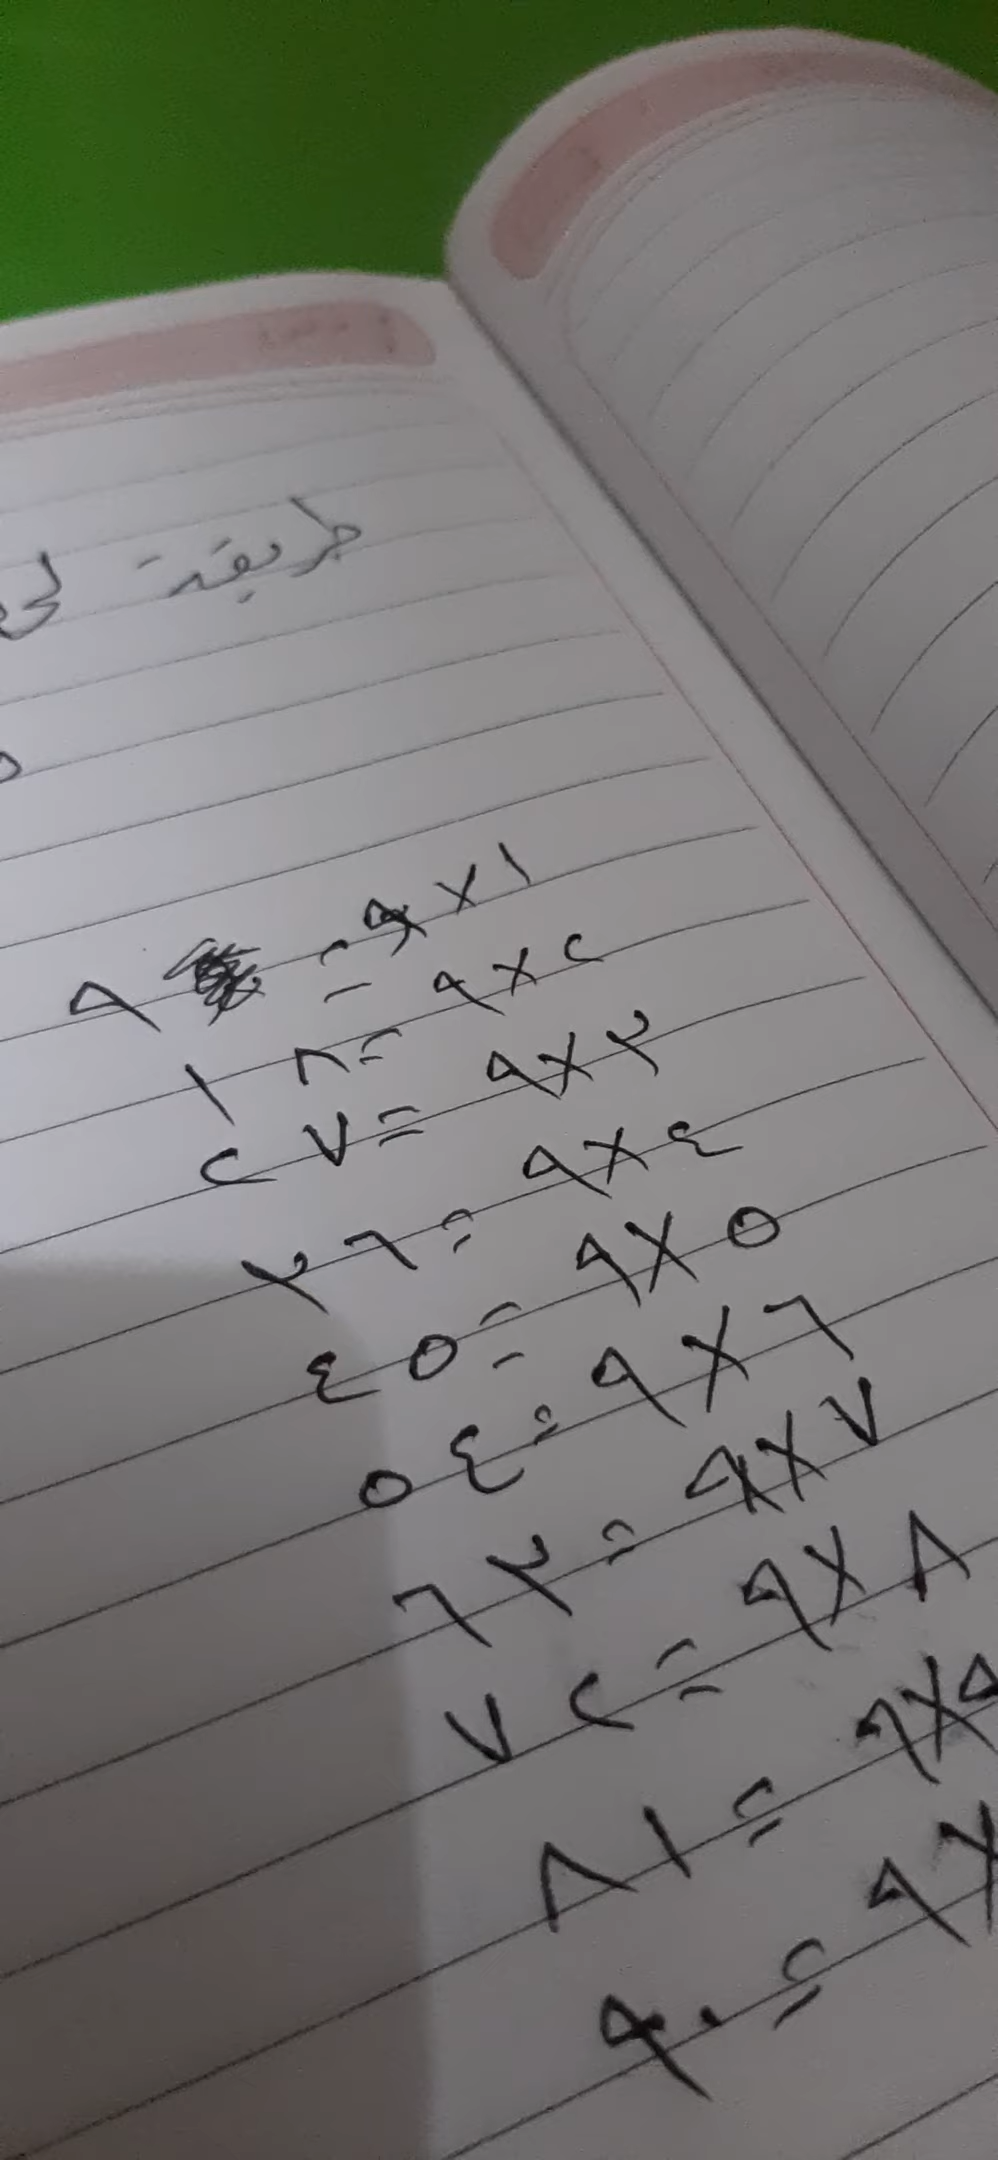 طريقة
٩×١ = ٩
٩×٢ = ١٨
٩×٣ = ٢٧
٩×٤ = ٣٦
٩×٥ = ٤٥
٩×٦ = ٥٤
٩×٧ = ٦٣
٩×٨ = ٧٢
٩×٩ = ٨١
٩× = ٩٠